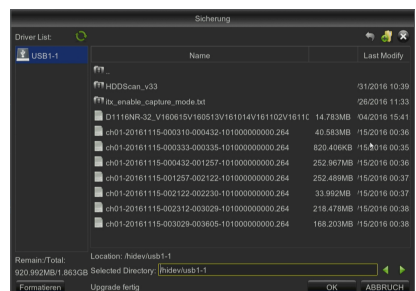 Sicherung
Driver List:
USB1-1
Name Last Modify
_
HDDScan_v33 /31/2016 10:39
itx_enable_capture_mode.txt /26/2016 11:33
D1116NR-32_V160615V160513V161014V161102V1611C 14.783MB /04/2016 15:41
ch01-20161115-000310-000432-101000000000.264 40.583MB /15/2016 00:36
ch01-20161115-000333-000335-101000000000.264 820.406KB /15/2016 00:35
ch01-20161115-000432-001257-101000000000.264 252.967MB /15/2016 00:36
ch01-20161115-001257-002122-101000000000.264 252.489MB /15/2016 00:37
ch01-20161115-002122-002230-101000000000.264 33.992MB /15/2016 00:37
ch01-20161115-002312-003029-101000000000.264 218.478MB /15/2016 00:38
ch01-20161115-003029-003605-101000000000.264 168.203MB /15/2016 00:38
Remain:/Total:
920.992MB/1.863GB
Location: /hidev/usb1-1
Selected Directory: /hidev/usb1-1
Formatieren Upgrade fertig OK ABBRUCH